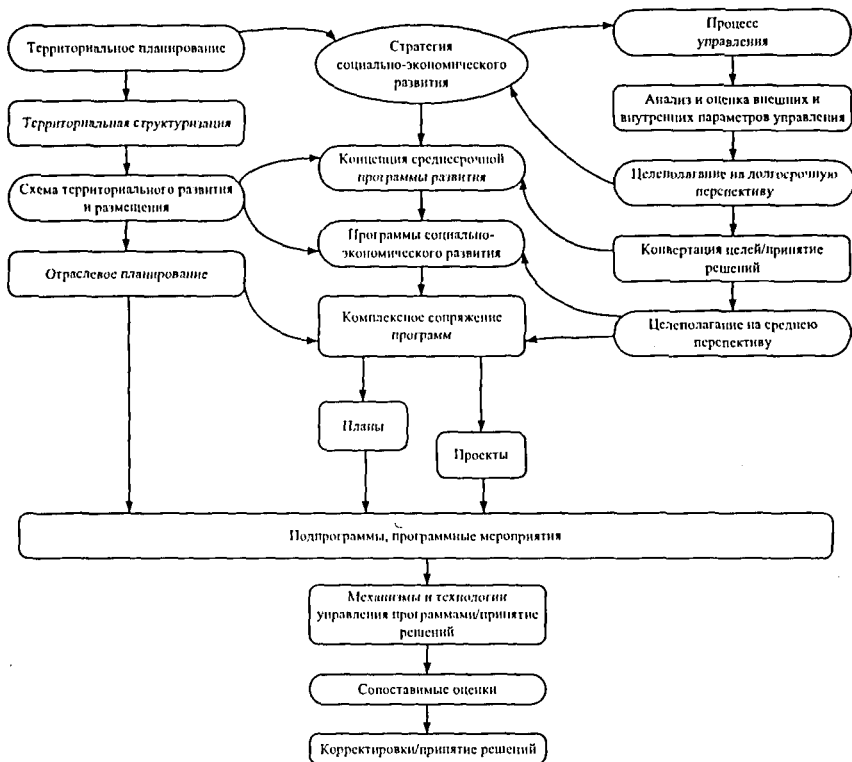 Территориальное планирование
Стратегия
социально-экономического
развития
Процесс
управления
Территориальная структуризация
Анализ и оценка внешних и
внутренних параметров управления
Схема территориального развития
и размещения
Концепция среднесрочной
программы развития
Целеполагание на долгосрочную
перспективу
Отраслевое планирование
Программы социально-
экономического развития
Конвертация целей/принятие
решений
Комплексное сопряжение
программ
Целеполагание на среднею
перспективу
Планы
Проекты
Подпрограммы, программные мероприятия
Механизмы и технологии
управления программами/принятие
решений
Сопоставимые оценки
Корректировки/принятие решений